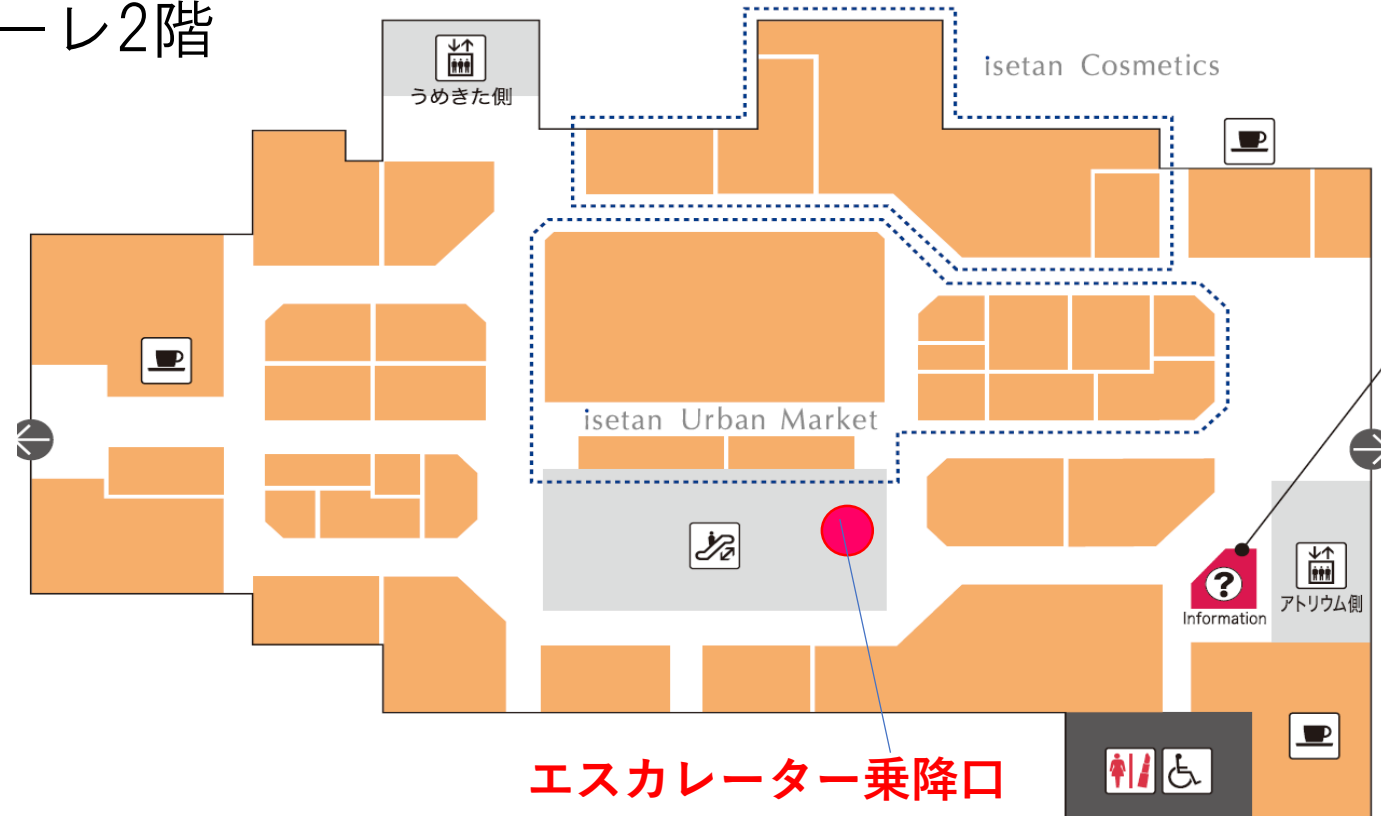 ーレ2階
うめきた側
isetan Cosmetics
isetan Urban Market
?
Information
アトリウム側
エスカレーター乗降口